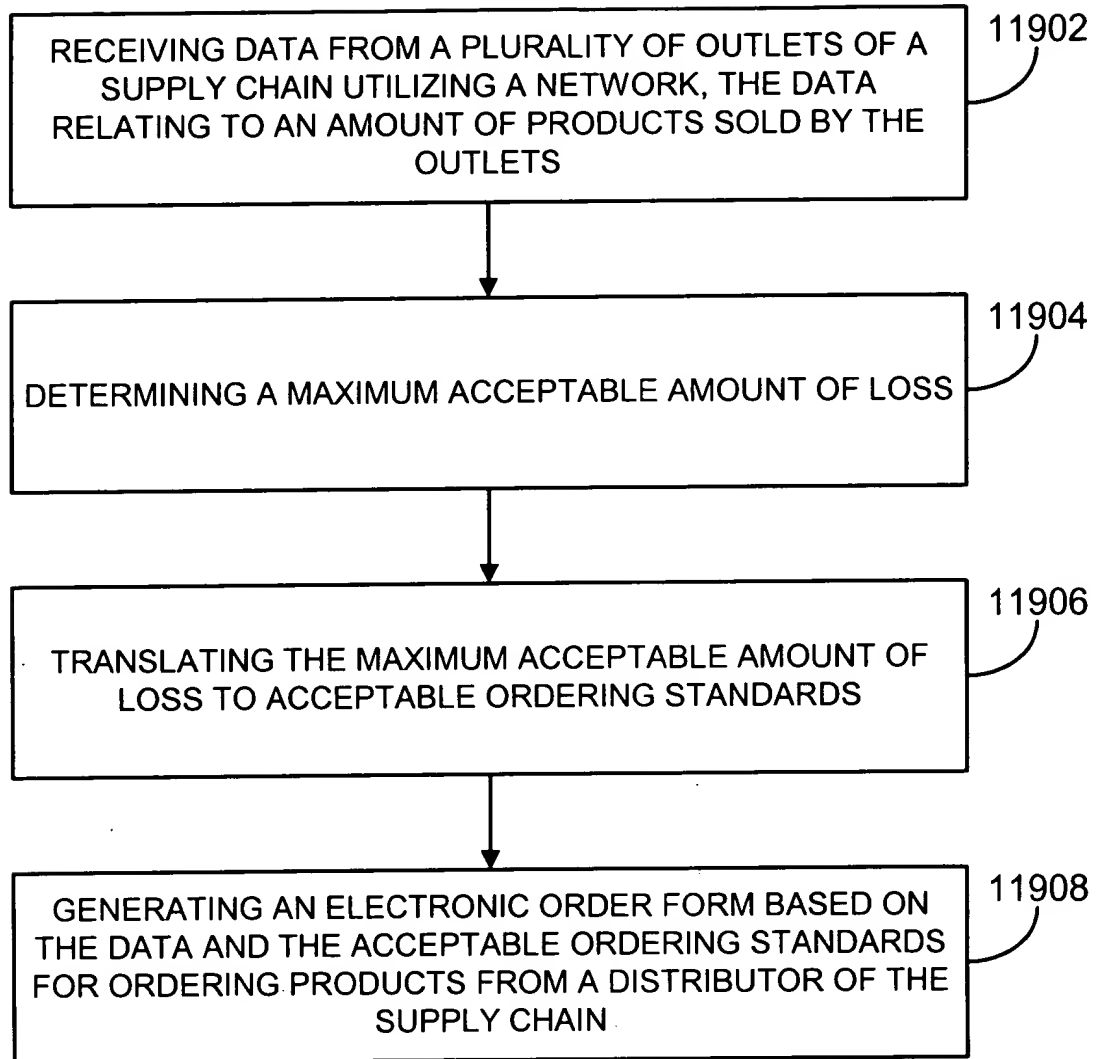 RECEIVING DATA FROM A PLURALITY OF OUTLETS OF A
SUPPLY CHAIN UTILIZING A NETWORK, THE DATA
RELATING TO AN AMOUNT OF PRODUCTS SOLD BY THE
OUTLETS
11902
DETERMINING A MAXIMUM ACCEPTABLE AMOUNT OF LOSS
11904
TRANSLATING THE MAXIMUM ACCEPTABLE AMOUNT OF
LOSS TO ACCEPTABLE ORDERING STANDARDS
11906
GENERATING AN ELECTRONIC ORDER FORM BASED ON
THE DATA AND THE ACCEPTABLE ORDERING STANDARDS
FOR ORDERING PRODUCTS FROM A DISTRIBUTOR OF THE
SUPPLY CHAIN
11908